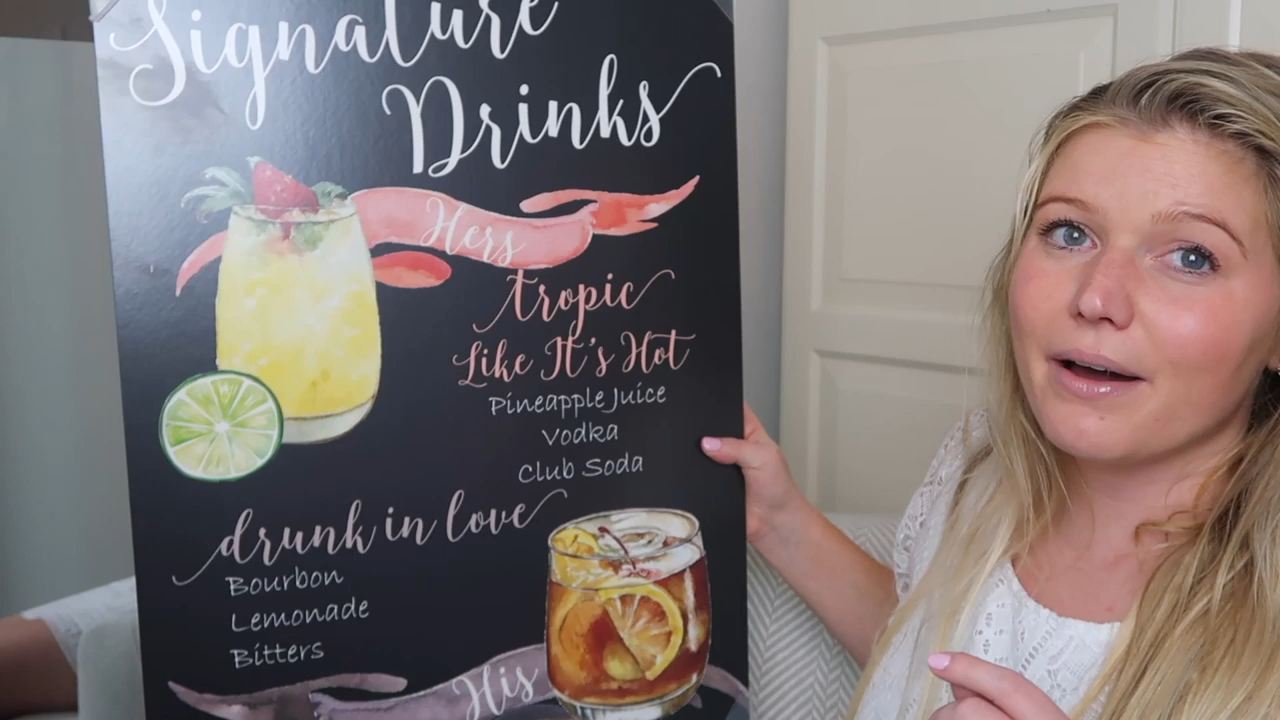 Signature
Drinks
Hers
tropic
Like It's Hot
Pineapple Juice
Vodka
Club Soda
drunk in love
Bourbon
Lemonade
Bitters
His